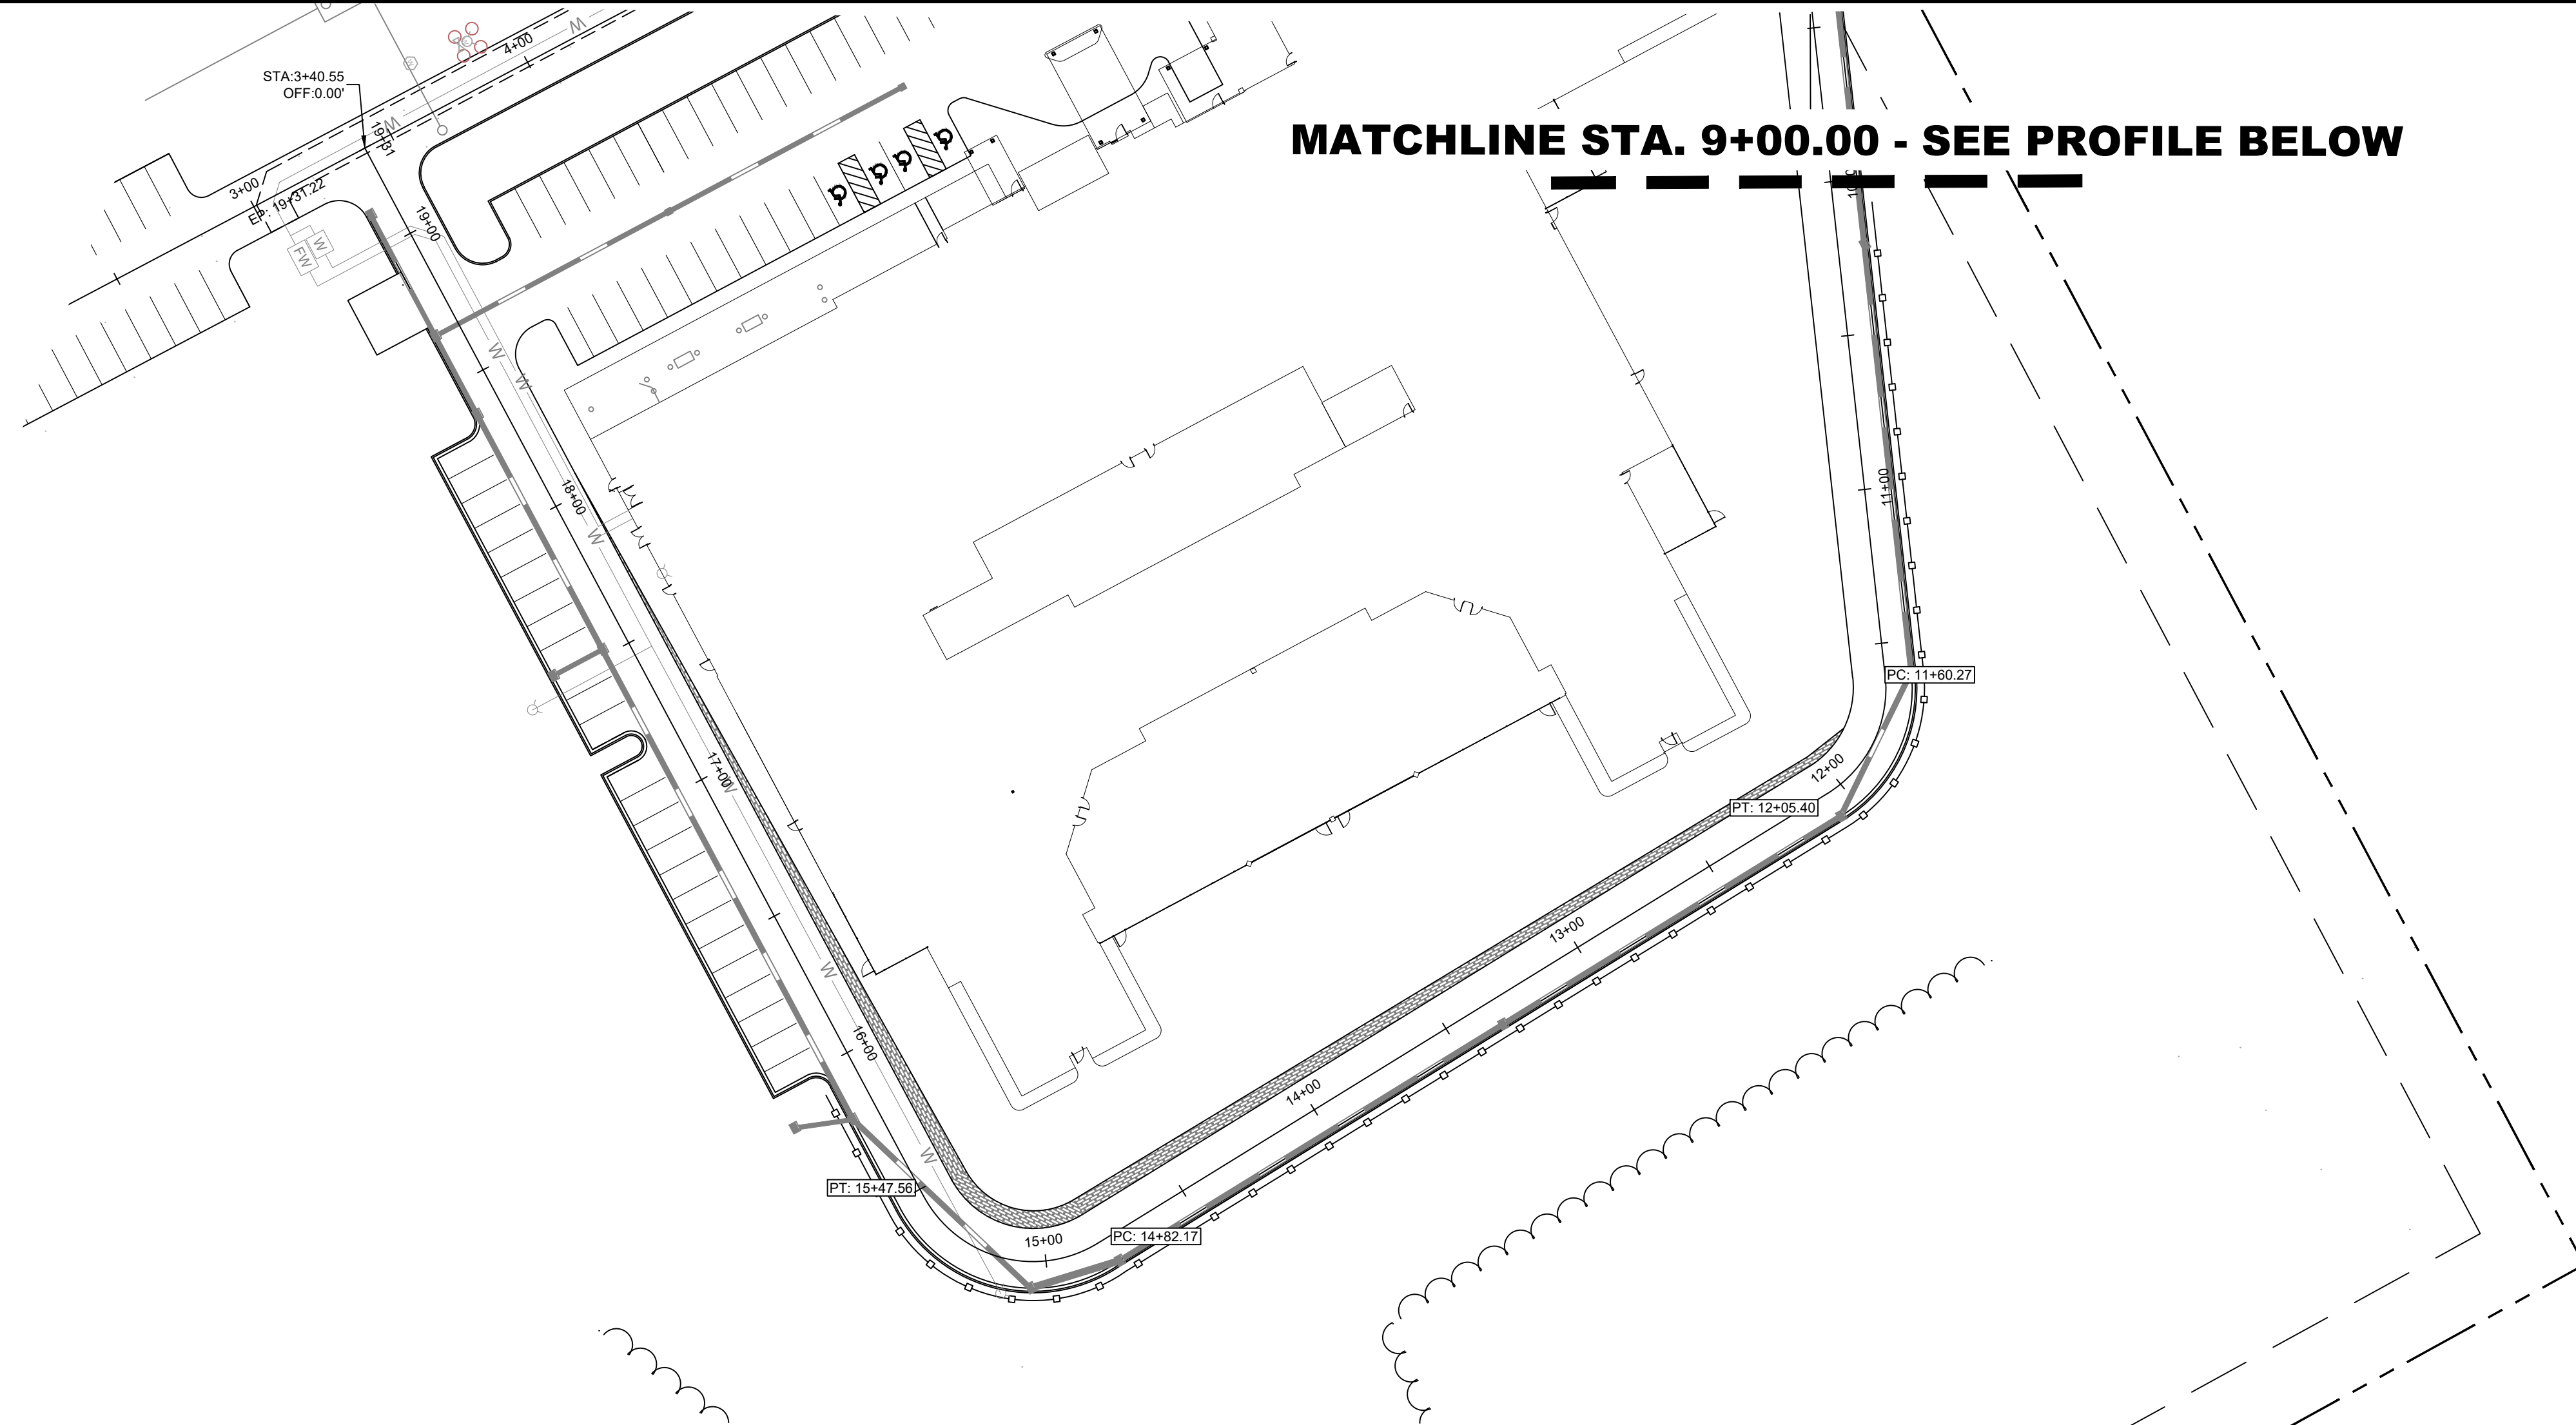 4+00
W
STA:3+40.55
OFF:0.00'
W
19+31
MATCHLINE STA. 9+00.00 - SEE PROFILE BELOW
3+00
EP: 19+31.22
19+00
W
FW
W
W
11+00
18+00
W
PC: 11+60.27
17+00
W
12+00
PT: 12+05.40
13+00
W
16+00
14+00
W
PT: 15+47.56
15+00
PC: 14+82.17